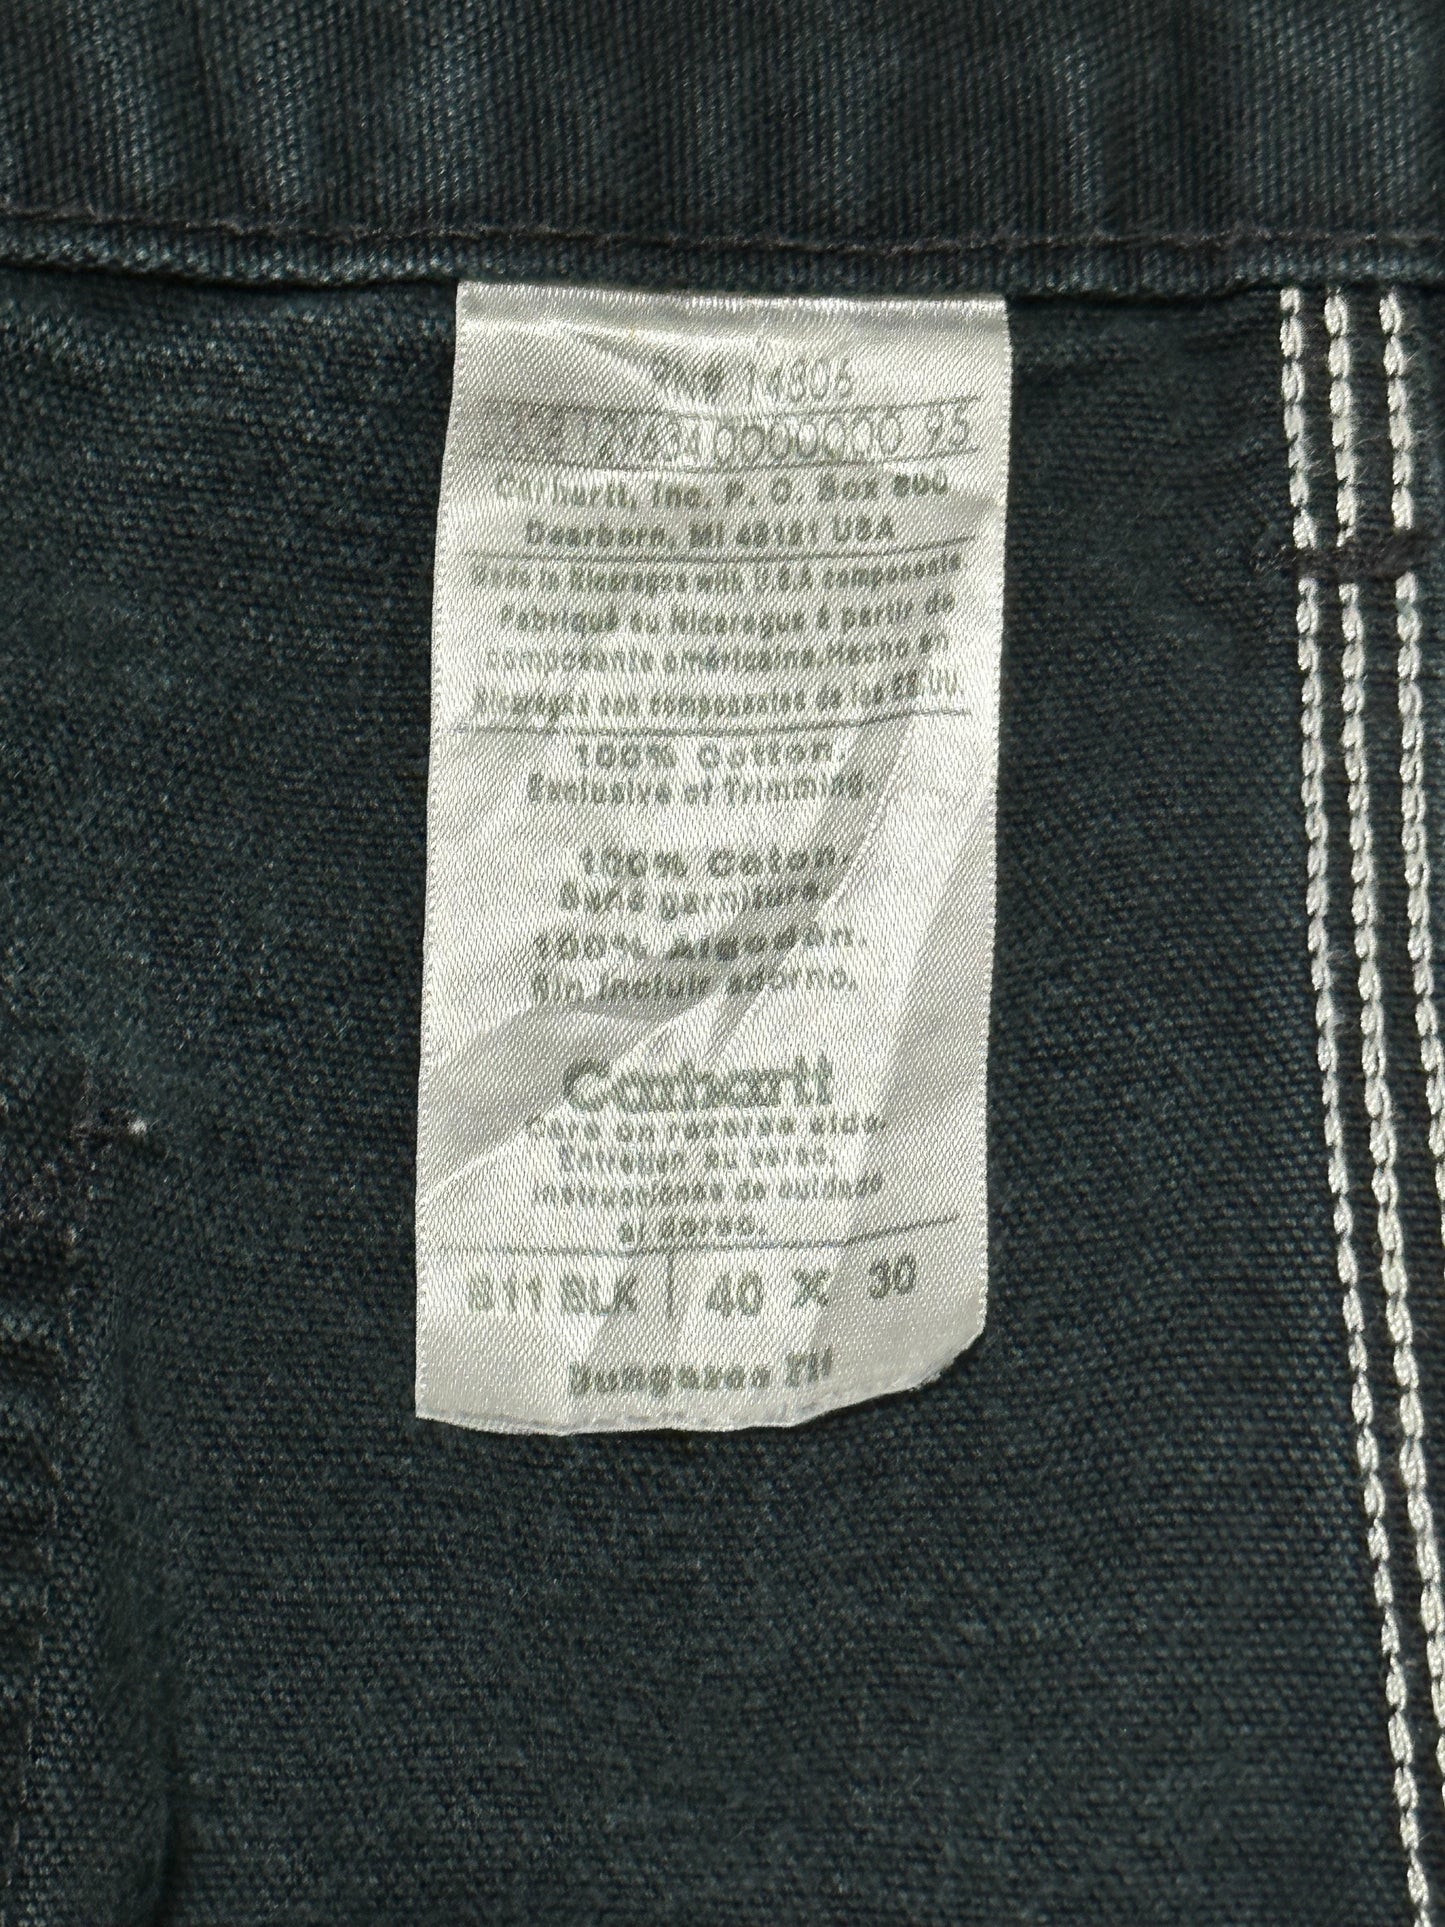 RN# 14806
Carhartt, Inc. P. O. Box 600
Dearborn, MI 48121 USA
Made in Nicaragua with U.S.A components
Fabriqué au Nicaragua á partir de
composants américains.Hecho en
Nicaragua con componentes de los EE.UU.
100% Cotton.
Exclusive of Trimming.
100% Coton.
Sans garniture.
100% Algodón.
Sin incluir adorno.
Carhartt
Care on reverse side.
Entretien au verso.
Instrucciones de cuidado
al dorso.
B11 BLK 40 X 30
Dungaree Fit